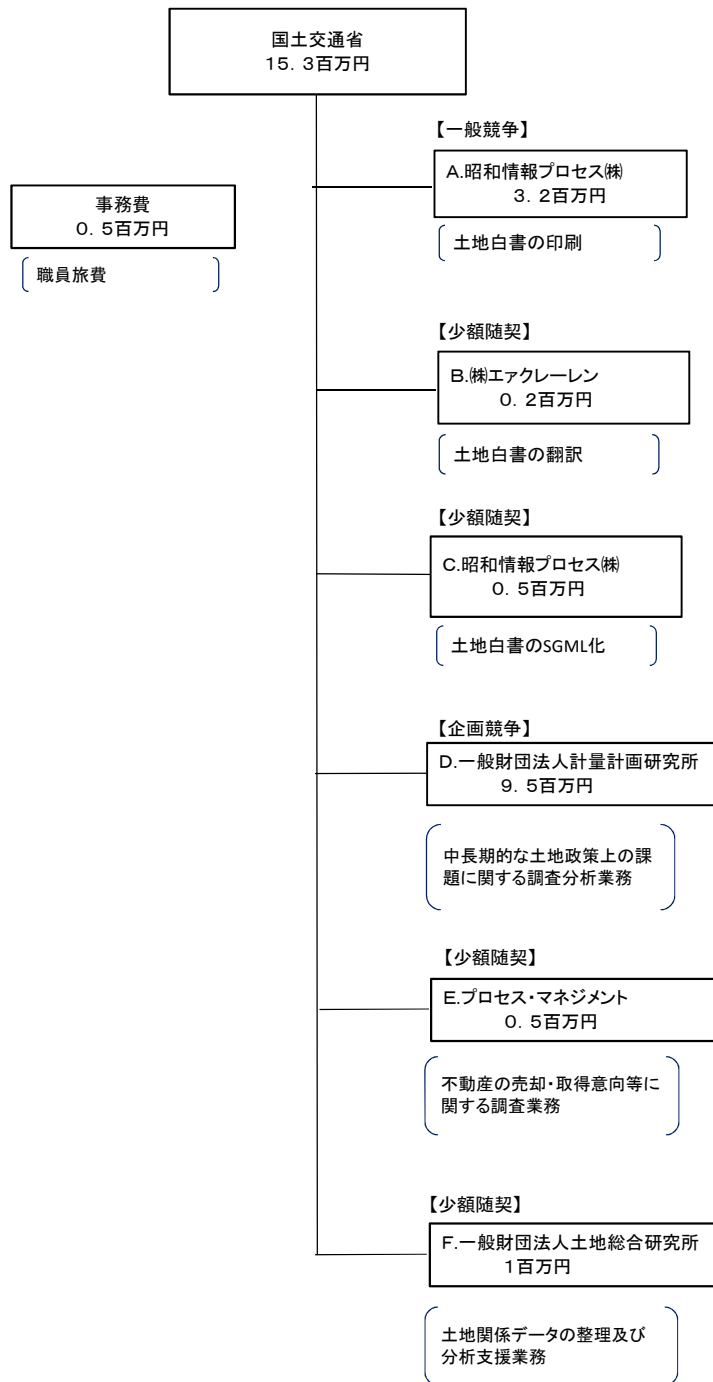 国土交通省
15．3百万円
事務費
0．5百万円
職員旅費
【一般競争】
A.昭和情報プロセス㈱
3．2百万円
土地白書の印刷
【少額随契】
B.㈱エァクレーレン
0．2百万円
土地白書の翻訳
【少額随契】
C.昭和情報プロセス㈱
0．5百万円
土地白書のSGML化
【企画競争】
D.一般財団法人計量計画研究所
9．5百万円
中長期的な土地政策上の課
題に関する調査分析業務
【少額随契】
E.プロセス・マネジメント
0．5百万円
不動産の売却・取得意向等に
関する調査業務
【少額随契】
F.一般財団法人土地総合研究所
1百万円
土地関係データの整理及び
分析支援業務